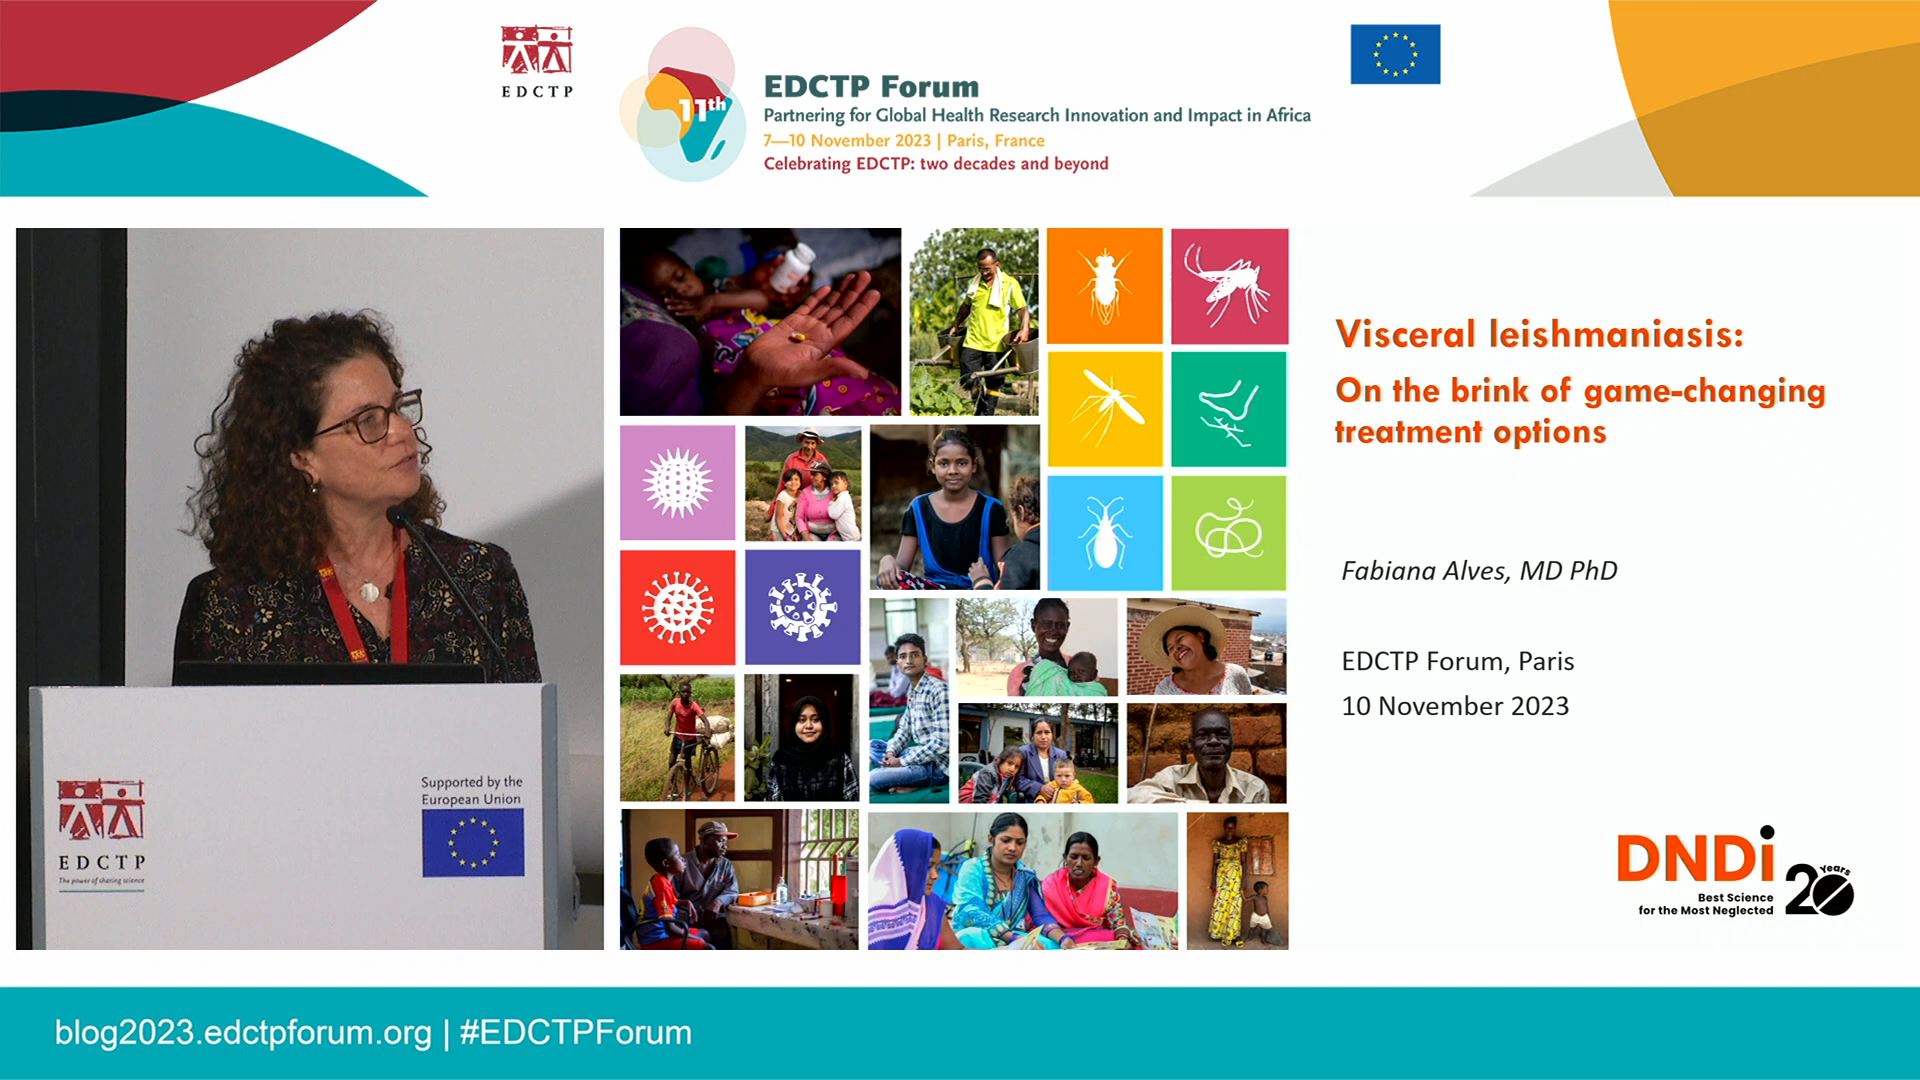 EDCTP
11th
EDCTP Forum
Partnering for Global Health Research Innovation and Impact in Africa
7—10 November 2023 | Paris, France
Celebrating EDCTP: two decades and beyond
Visceral leishmaniasis:
On the brink of game-changing
treatment options
Fabiana Alves, MD PhD
EDCTP Forum, Paris
10 November 2023
DNDi
20 Years
Best Science
for the Most Neglected
Supported by the
European Union
EDCTP
The power of sharing science
blog2023.edctpforum.org | #EDCTPForum